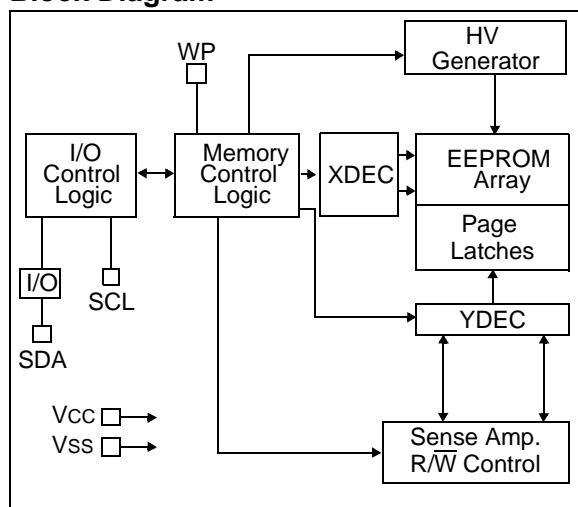 Block Diagram
WP
HV
Generator
I/O
Control
Logic
Memory
Control
Logic
XDEC
EEPROM
Array
Page
Latches
I/O
SCL
SDA
YDEC
VCC
VSS
Sense Amp.
R/W̅ Control